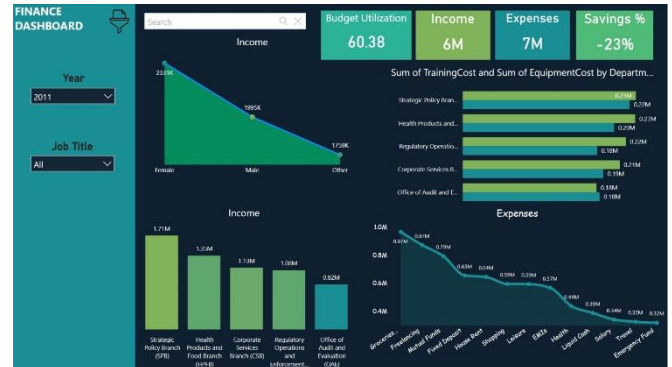 FINANCE
DASHBOARD
Search
Budget Utilization
60.38
Income
6M
Expenses
7M
Savings %
-23%
Year
2011
Job Title
All
Income
2331K
1995K
1759K
Female
Male
Other
Sum of TrainingCost and Sum of EquipmentCost by Departm...
Strategic Policy Bran...
0.23M
0.22M
Health Products and...
0.23M
0.20M
Regulatory Operatio...
0.22M
0.18M
Corporate Services B...
0.21M
0.19M
Office of Audit and E...
0.18M
0.18M
Income
1.71M
1.35M
1.13M
1.08M
0.82M
Strategic
Policy Branch
(SPB)
Health
Products and
Food Branch
(HPFB)
Corporate
Services
Branch (CSB)
Regulatory
Operations
and
Enforcement...
Office of
Audit and
Evaluation
(OAE)
Expenses
1.0M
0.8M
0.6M
0.4M
0.97M
0.87M
0.79M
0.65M
0.64M
0.59M
0.59M
0.57M
0.44M
0.39M
0.34M
0.33M
0.32M
Groceries...
Freelancing
Mutual Funds
Fixed Deposit
House Rent
Shopping
Leisure
EMIs
Health
Liquid Cash
Salary
Travel
Emergency Fund